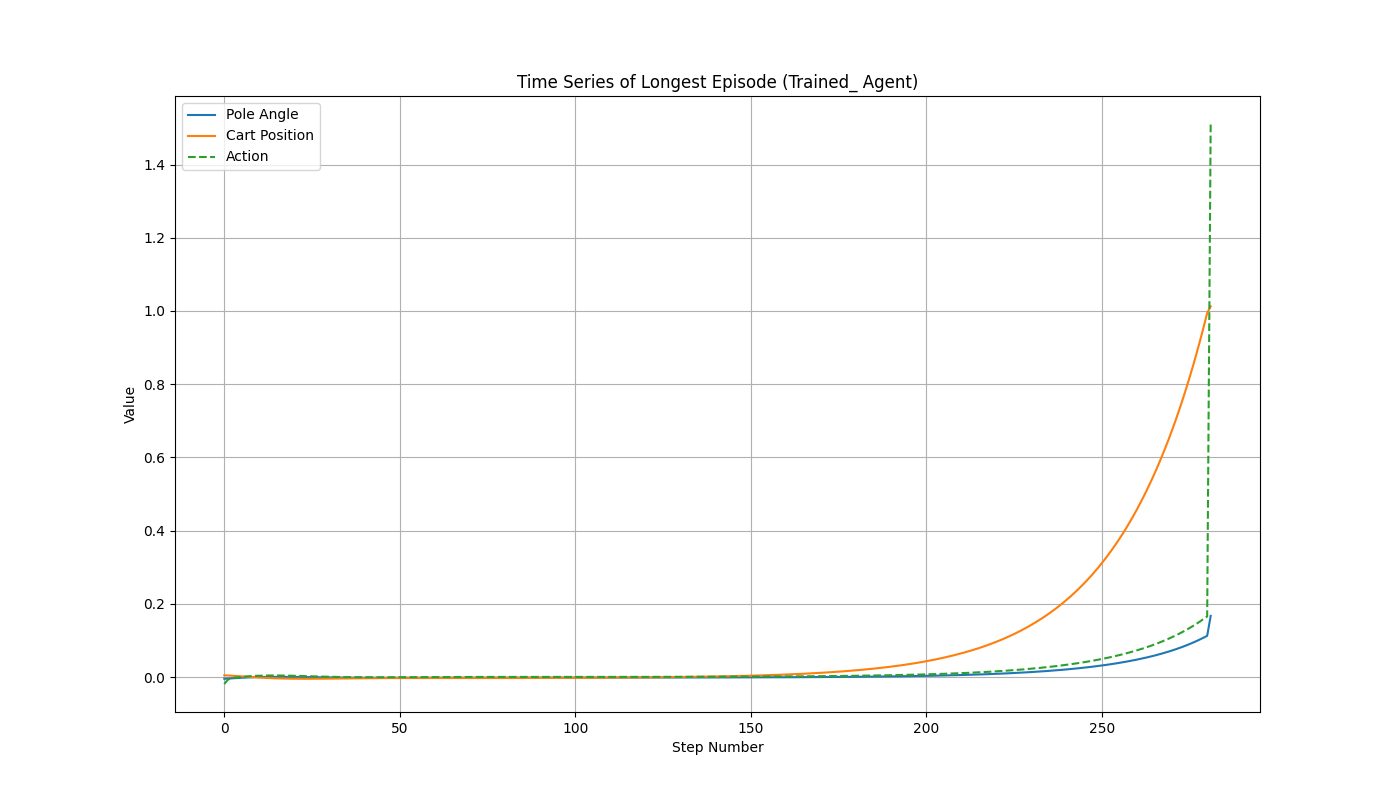 Time Series of Longest Episode (Trained_ Agent)
Pole Angle
Cart Position
Action
Value
1.4
1.2
1.0
0.8
0.6
0.4
0.2
0.0
0 50 100 150 200 250
Step Number